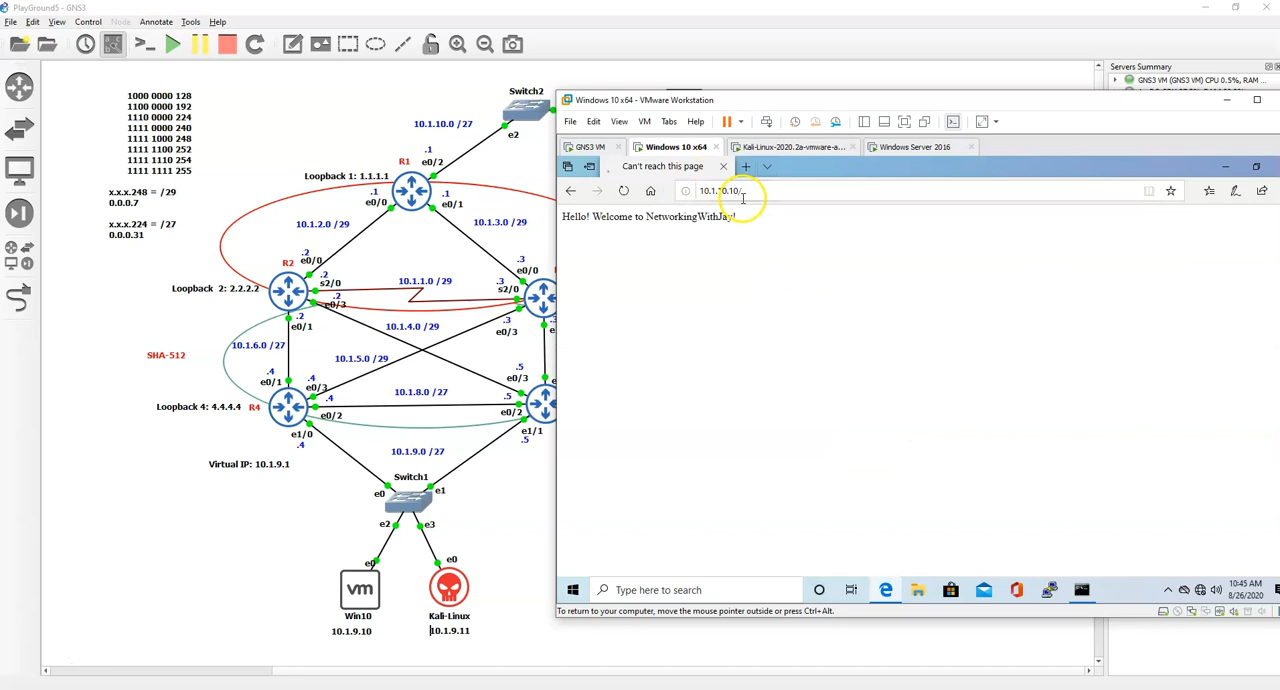 PlayGround5 - GNS3
File Edit View Control Node Annotate Tools Help
Servers Summary
GNS3 VM (GNS3 VM) CPU 0.5%, RAM ...
1000 0000 128
1100 0000 192
1110 0000 224
1111 0000 240
1111 1000 248
1111 1100 252
1111 1110 254
1111 1111 255
x.x.x.248 = /29
0.0.0.7
x.x.x.224 = /27
0.0.0.31
Switch2
e2
10.1.10.0 /27
.1
e0/2
R1
Loopback 1: 1.1.1.1
.1
e0/0
.1
e0/1
10.1.2.0 /29
10.1.3.0 /29
.2
e0/0
R2
.2
s2/0
Loopback 2: 2.2.2.2
.2
e0/3
10.1.1.0 /29
.3
e0/0
.3
s2/0
.3
e0/3
.2
e0/1
10.1.4.0 /29
10.1.6.0 /27
10.1.5.0 /29
SHA-512
.4
e0/1
.4
e0/3
.4
e0/2
Loopback 4: 4.4.4.4 R4
10.1.8.0 /27
.5
e0/3
.5
e0/2
e1/1
.5
e1/0
.4
10.1.9.0 /27
Virtual IP: 10.1.9.1
Switch1
e0
e1
e2
e3
e0
e0
vm
Win10
10.1.9.10
Kali-Linux
10.1.9.11
Windows 10 x64 - VMware Workstation
File Edit View VM Tabs Help
GNS3 VM
Windows 10 x64
Kali-Linux-2020.2a-vmware-a...
Windows Server 2016
Can't reach this page
10.1.10.10/
Hello! Welcome to NetworkingWithJay!
Type here to search
10:45 AM
8/26/2020
To return to your computer, move the mouse pointer outside or press Ctrl+Alt.